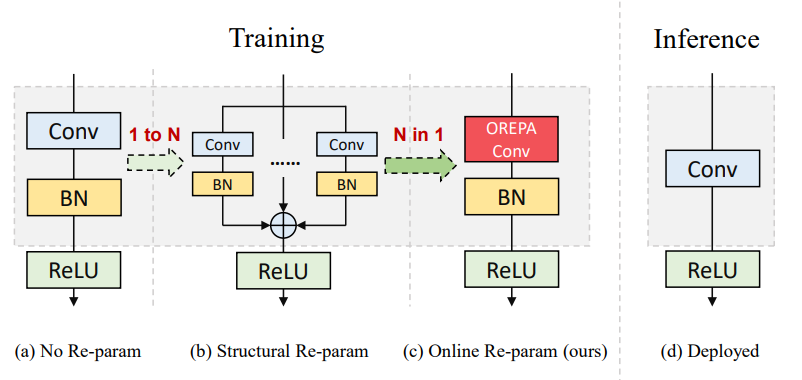 Training
Inference
Conv
BN
ReLU
1 to N
Conv
BN
......
Conv
BN
ReLU
N in 1
OREPA
Conv
BN
ReLU
Conv
ReLU
(a) No Re-param
(b) Structural Re-param
(c) Online Re-param (ours)
(d) Deployed